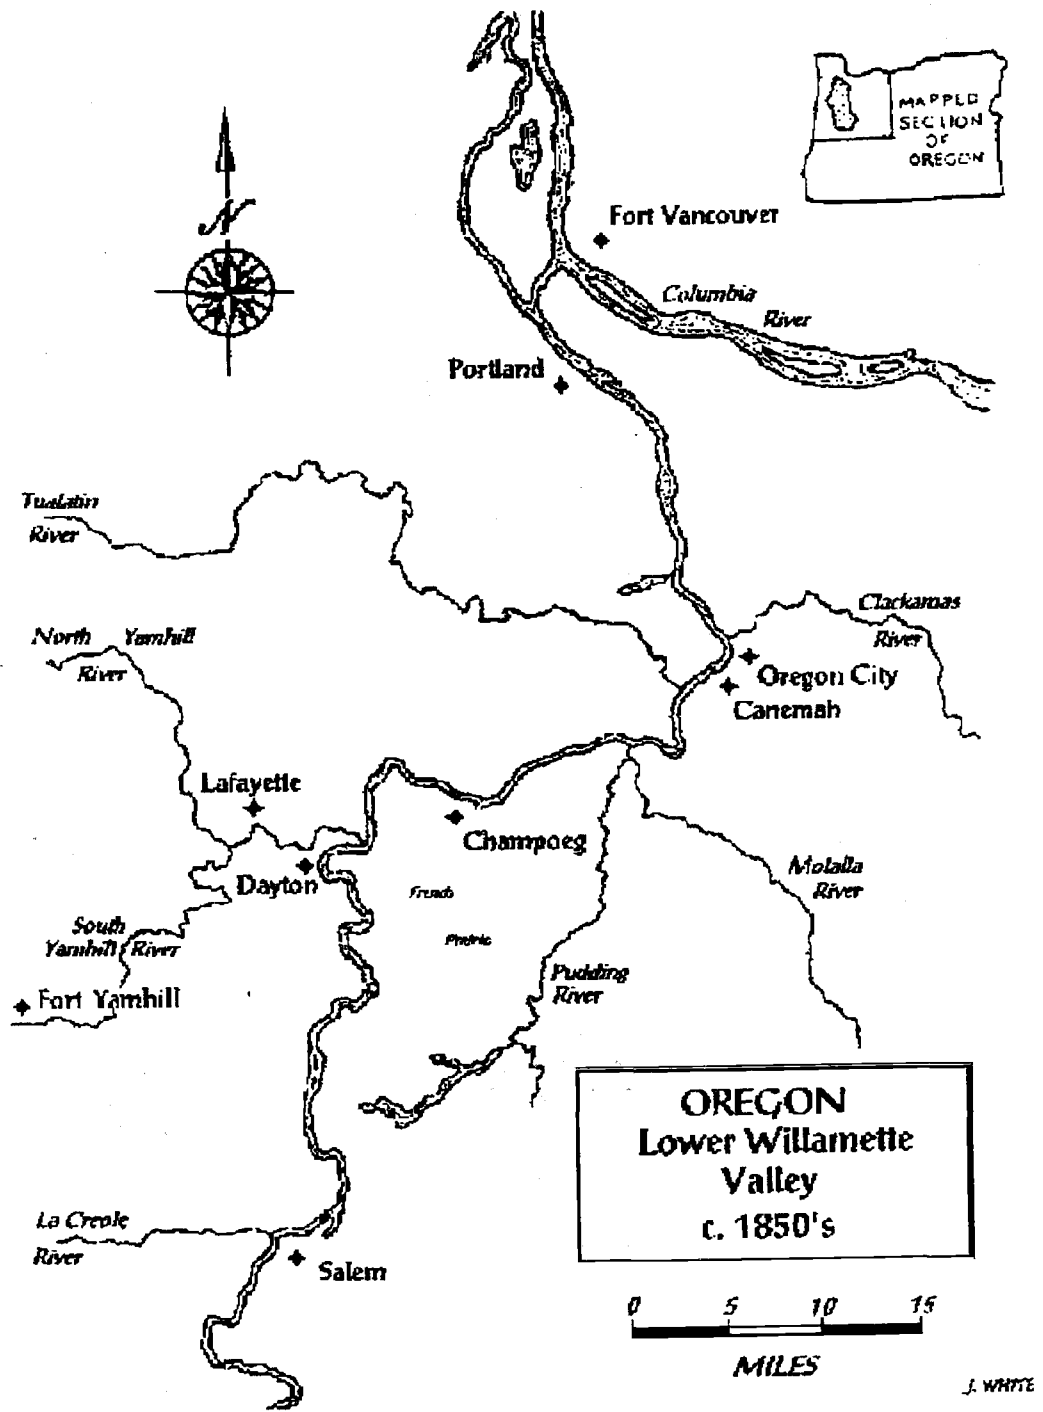 MAPPED
SECTION
OF
OREGON
N
Fort Vancouver
Columbia
River
Portland
Tualatin
River
Clackamas
River
North Yamhill
River
Oregon City
Canemah
Lafayette
Champoeg
Dayton
French
Prairie
Molalla
River
South
Yamhill River
Pudding
River
Fort Yamhill
OREGON
Lower Willamette
Valley
c. 1850's
La Creole
River
Salem
0 5 10 15
MILES
J. WHITE